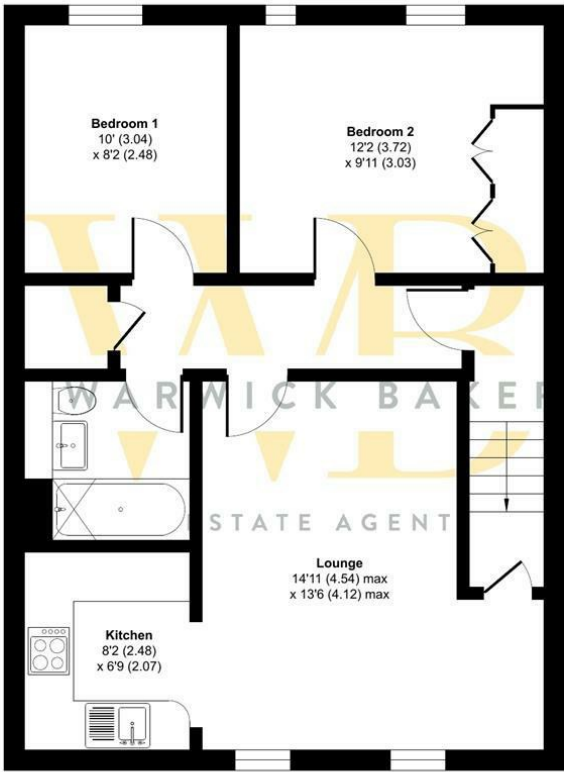 Bedroom 1
10' (3.04)
x 8'2 (2.48)
Bedroom 2
12'2 (3.72)
x 9'11 (3.03)
WB
WARWICK BAKER
ESTATE AGENT
Lounge
14'11 (4.54) max
x 13'6 (4.12) max
Kitchen
8'2 (2.48)
x 6'9 (2.07)